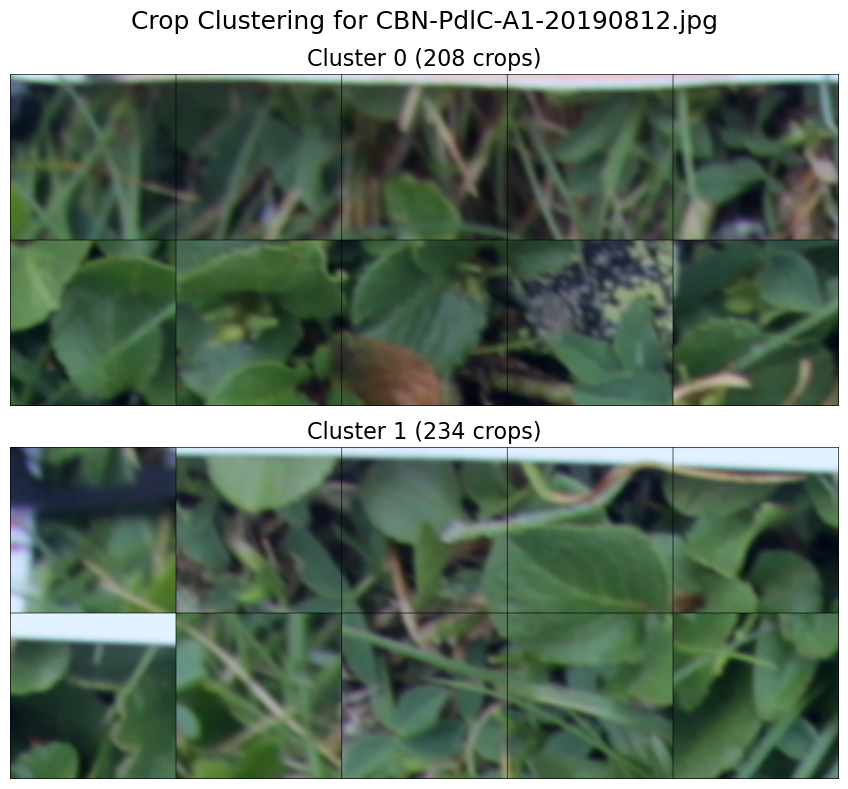 Crop Clustering for CBN-PdlC-A1-20190812.jpg
Cluster 0 (208 crops)
Cluster 1 (234 crops)